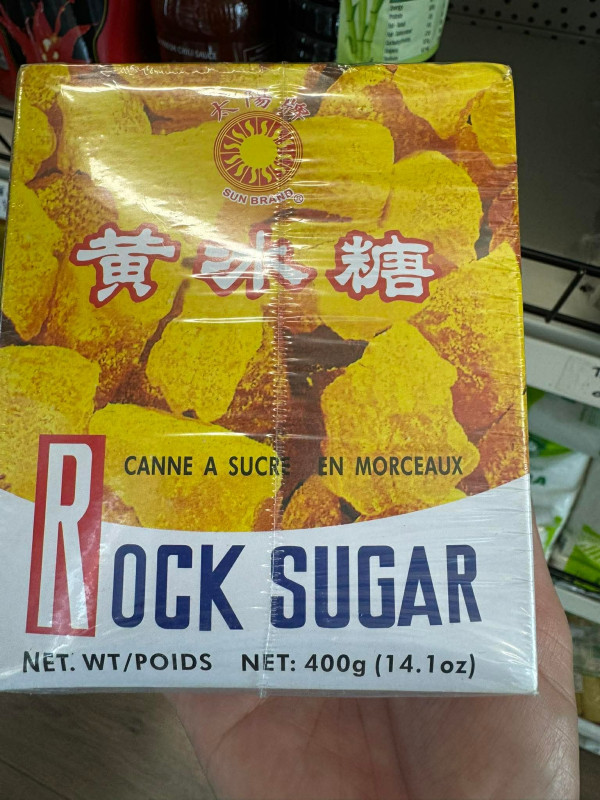 太陽牌
SUN BRAND®
黄冰糖
CANNE A SUCRE EN MORCEAUX
ROCK SUGAR
NET. WT/POIDS NET: 400g (14.1oz)